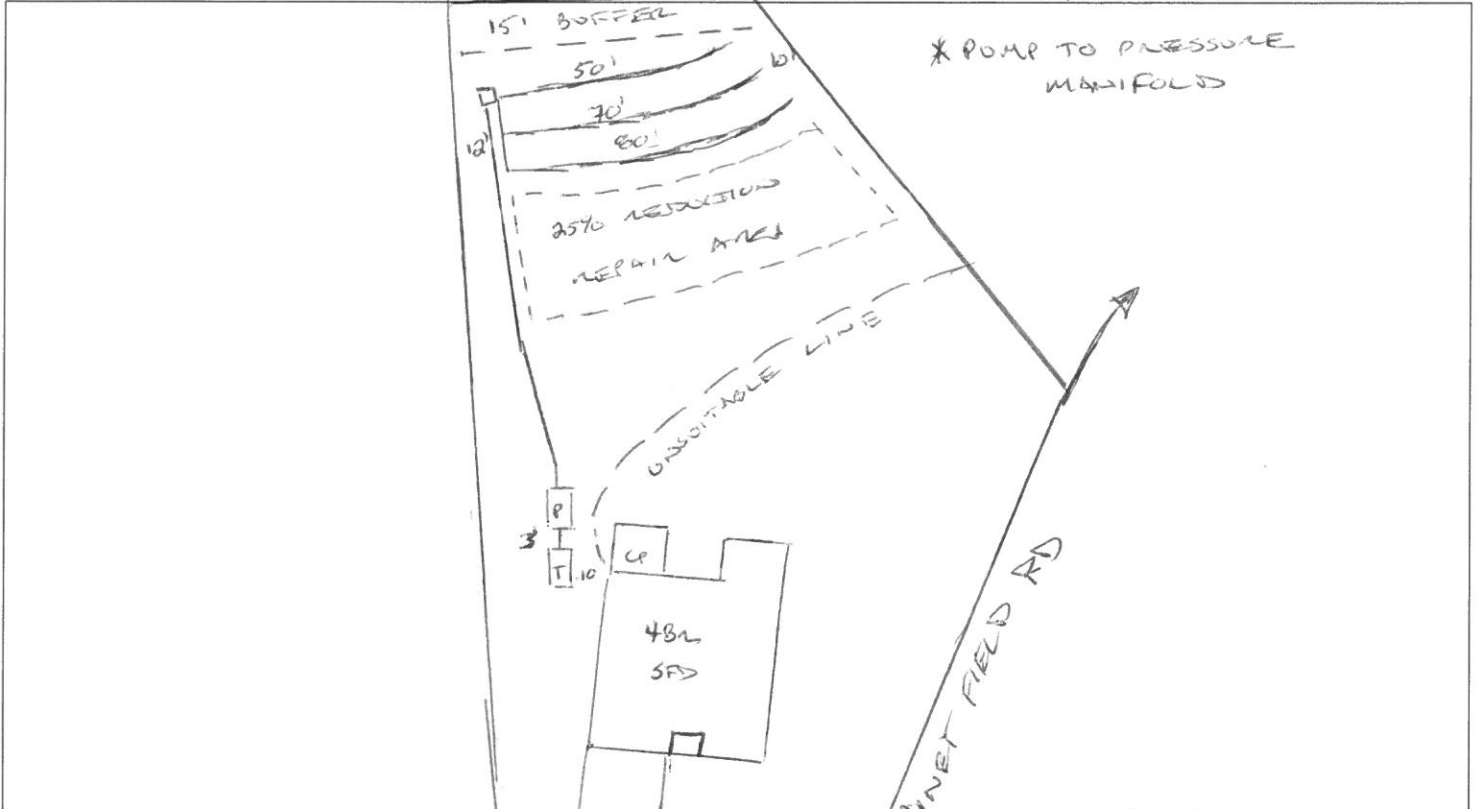 15' BUFFER
* PUMP TO PRESSURE
MANIFOLD
50'
10'
70'
12'
80'
25% REDUCTION
REPAIR AREA
UNSUITABLE LINE
P
3'
T
10
CP
4BR
SFD
FIELD RD